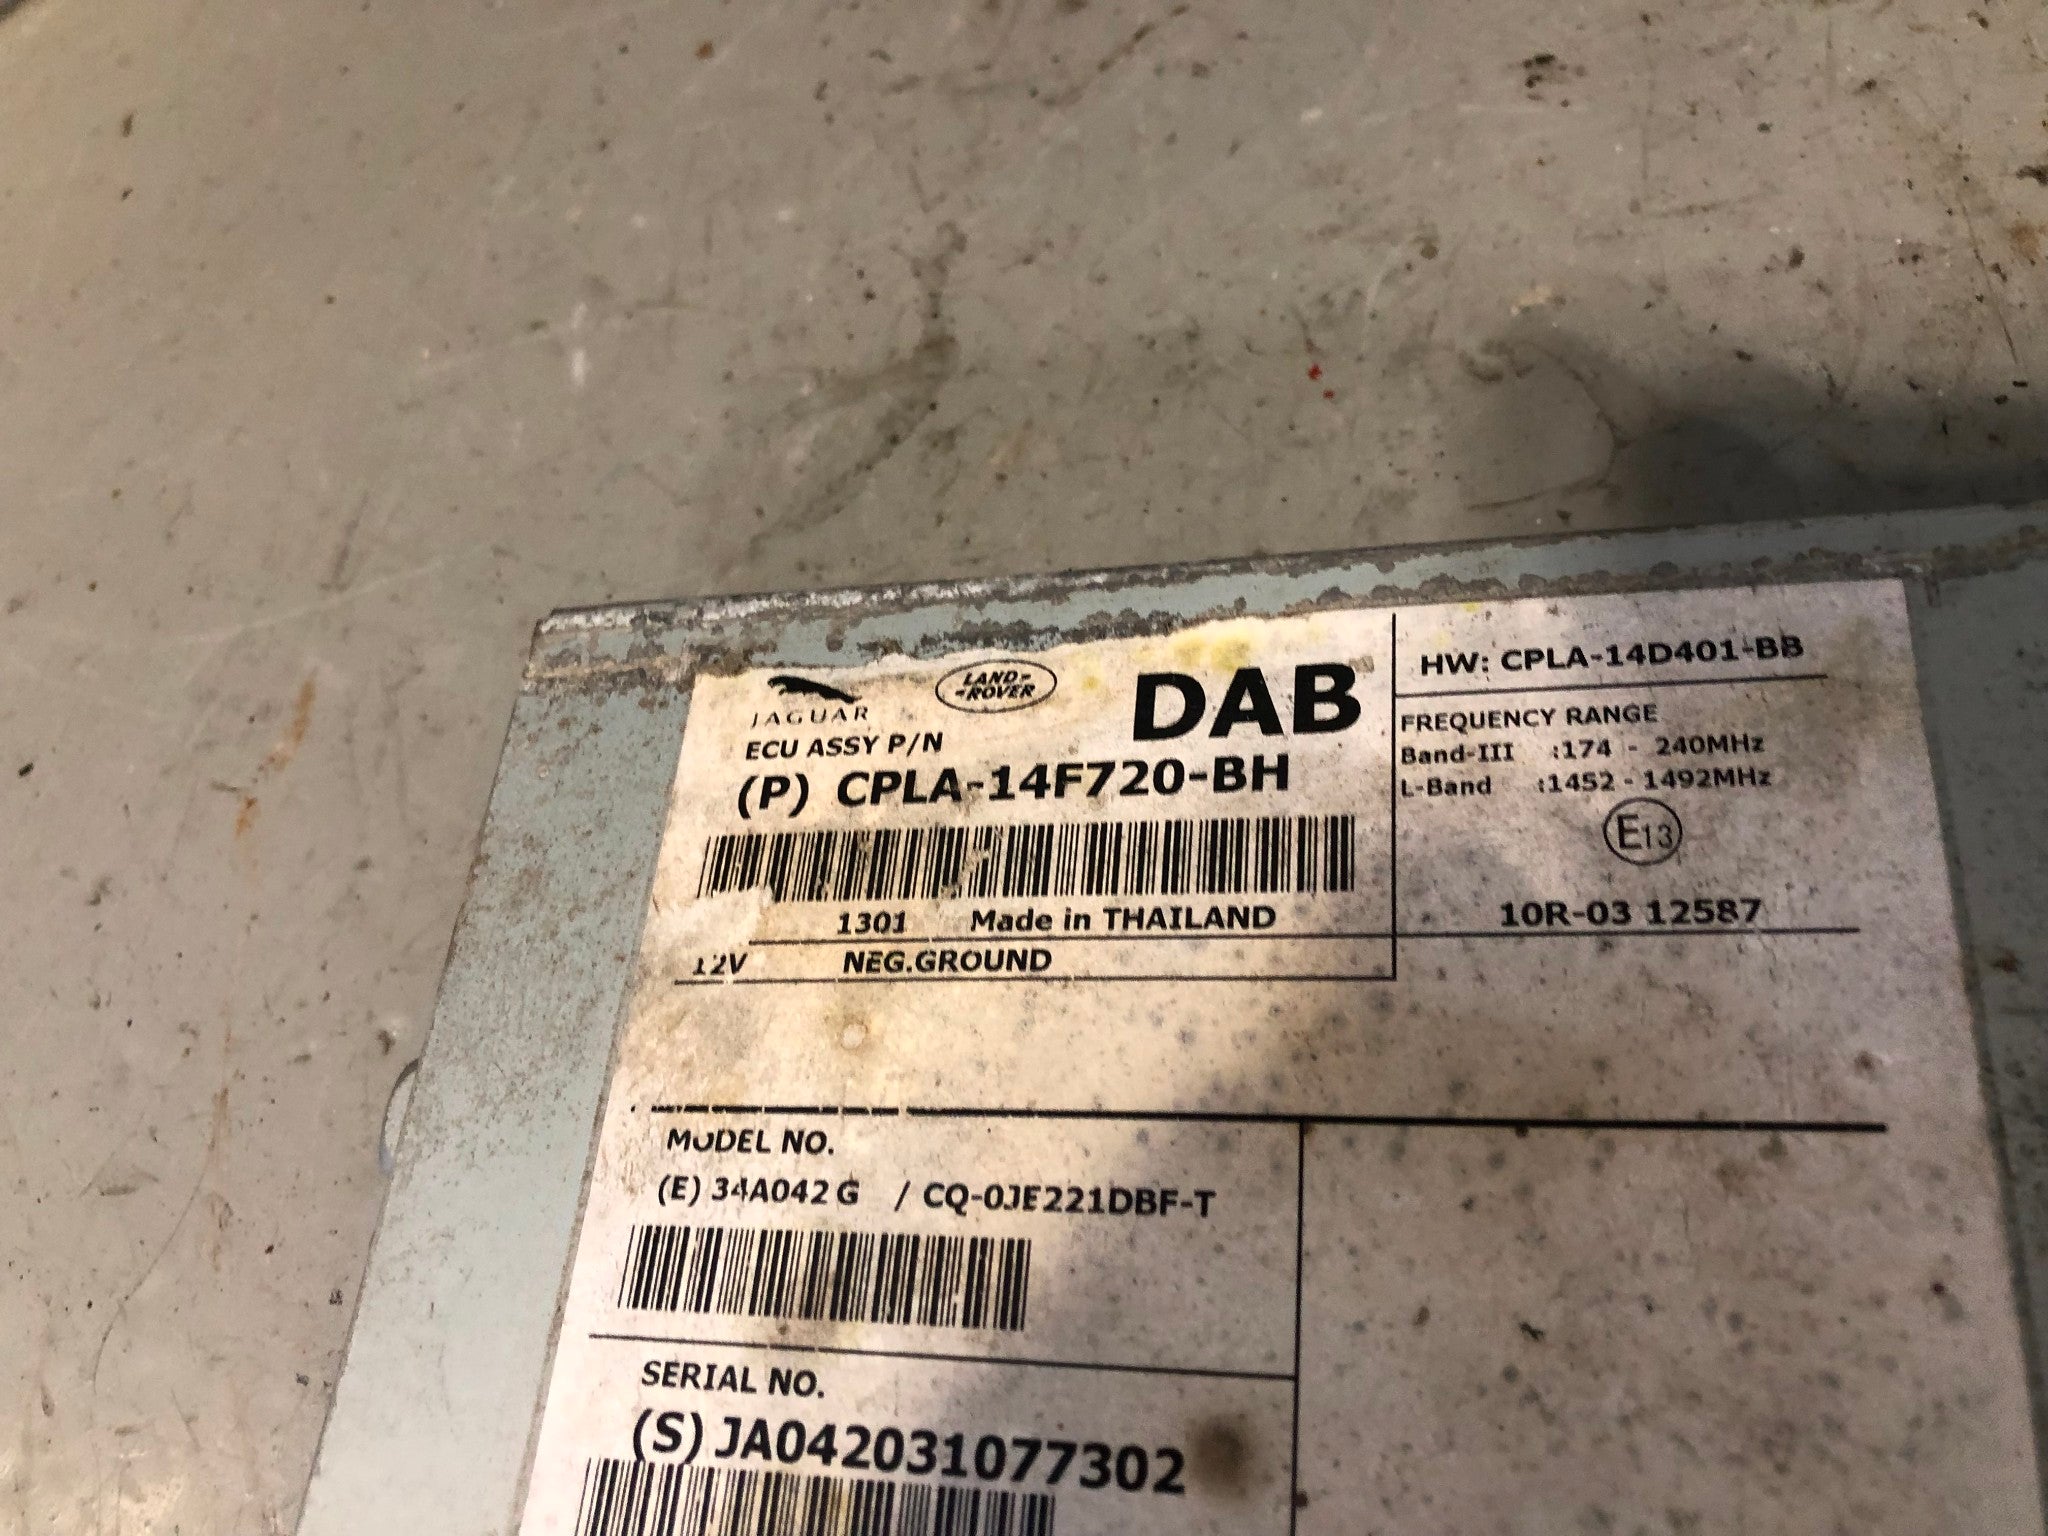 JAGUAR
LAND-
-ROVER
DAB
ECU ASSY P/N
(P) CPLA-14F720-BH
1301 Made in THAILAND
12V NEG.GROUND
HW: CPLA-14D401-BB
FREQUENCY RANGE
Band-III :174 - 240MHz
L-Band :1452 - 1492MHz
E13
10R-03 12587
MODEL NO.
(E) 34A042 G / CQ-0JE221DBF-T
SERIAL NO.
(S) JA042031077302